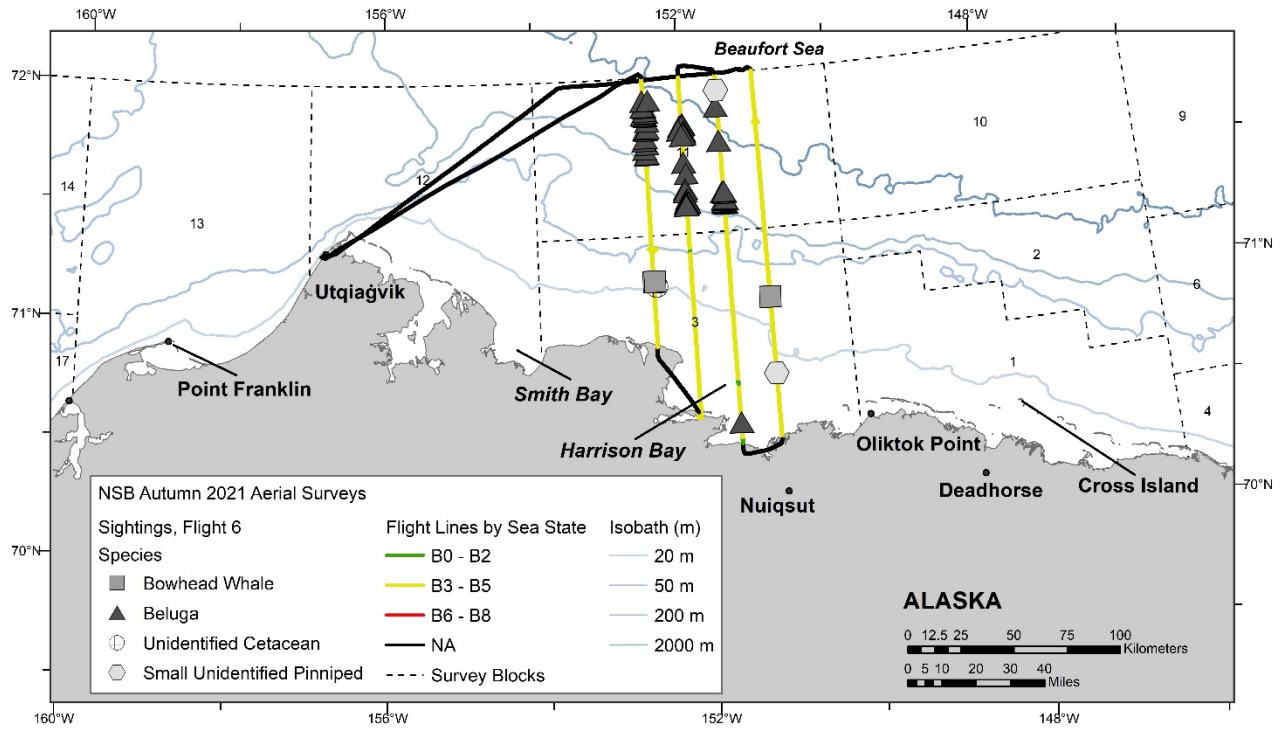 160°W
156°W
152°W
148°W
Beaufort Sea
72°N
10
9
14
12
11
13
71°N
2
Utqiaġvik
6
71°N
3
17
1
Point Franklin
Smith Bay
4
Harrison Bay
Oliktok Point
Cross Island
70°N
Deadhorse
Nuiqsut
70°N
NSB Autumn 2021 Aerial Surveys
Sightings, Flight 6
Species
Bowhead Whale
Beluga
Unidentified Cetacean
Small Unidentified Pinniped
Flight Lines by Sea State
B0 - B2
B3 - B5
B6 - B8
NA
Survey Blocks
Isobath (m)
20 m
50 m
200 m
2000 m
ALASKA
0 12.5 25 50 75 100
Kilometers
0 5 10 20 30 40
Miles
160°W
156°W
152°W
148°W